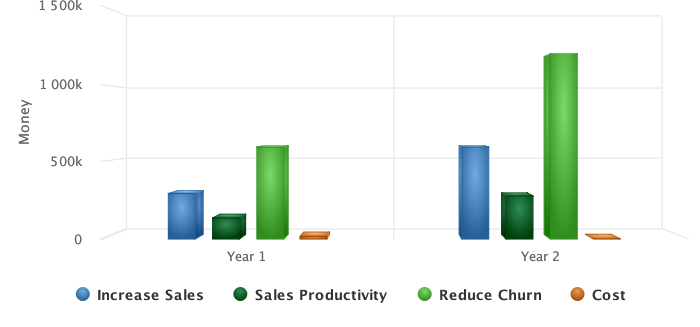 1 500k
1 000k
Money
500k
0
Year 1
Year 2
Increase Sales
Sales Productivity
Reduce Churn
Cost